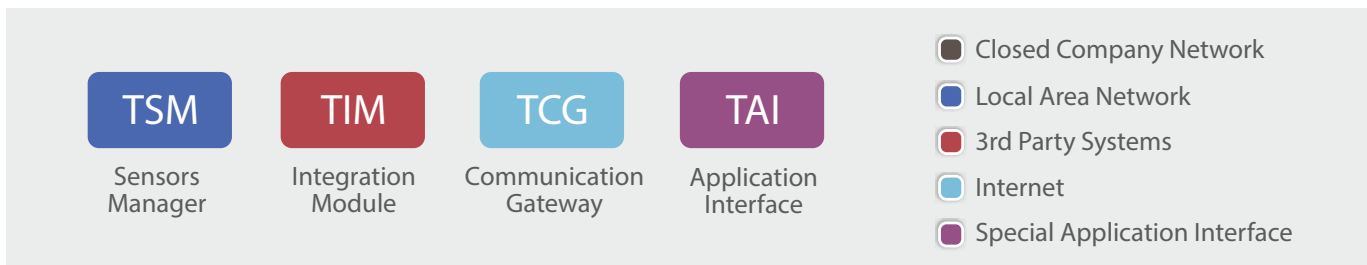 TSM
Sensors
Manager
TIM
Integration
Module
TCG
Communication
Gateway
TAI
Application
Interface
Closed Company Network
Local Area Network
3rd Party Systems
Internet
Special Application Interface